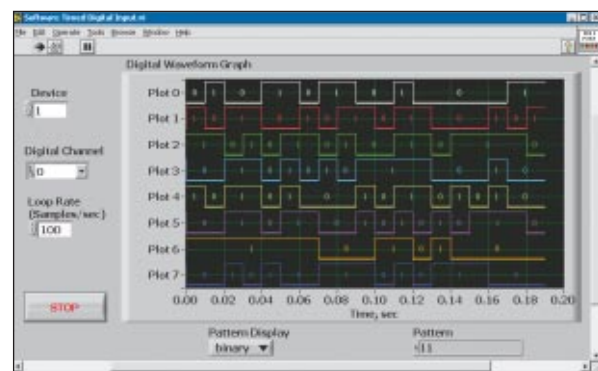 Software Timed Digital Input.vi
File Edit Operate Tools Browse Window Help
Digital Waveform Graph
Device
1
Digital Channel
0
Loop Rate
(Samples/sec)
100
STOP
Plot 0
Plot 1
Plot 2
Plot 3
Plot 4
Plot 5
Plot 6
Plot 7
0.00 0.02 0.04 0.06 0.08 0.10 0.12 0.14 0.16 0.18 0.20
Time, sec
Pattern Display
binary
Pattern
11